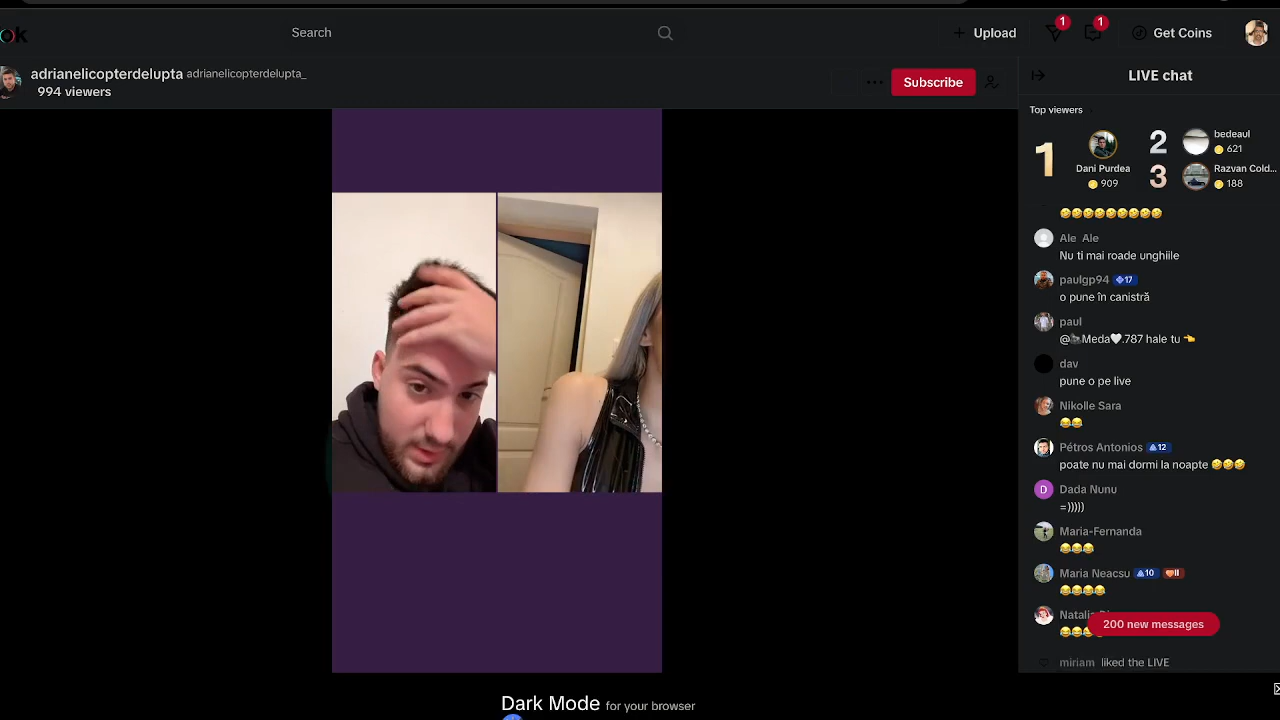 ok
Search
Upload
1
1
Get Coins
adrianelicopterdelupta adrianelicopterdelupta_
994 viewers
Subscribe
LIVE chat
Top viewers
1
Dani Purdea
909
2
bedeaul
621
3
Razvan Cold...
188
🤣🤣🤣🤣🤣🤣🤣🤣🤣
Ale Ale
Nu ti mai roade unghiile
paulgp94 17
o pune în canistră
paul
Meda🤍.787 hale tu 👈
dav
pune o pe live
Nikolle Sara
😂😂
Pétros Antonios 12
poate nu mai dormi la noapte 🤣🤣🤣
D
Dada Nunu
=)))))
Maria-Fernanda
😂😂😂
Maria Neacsu 10 II
😂😂😂😂
200 new messages
miriam liked the LIVE
Dark Mode for your browser